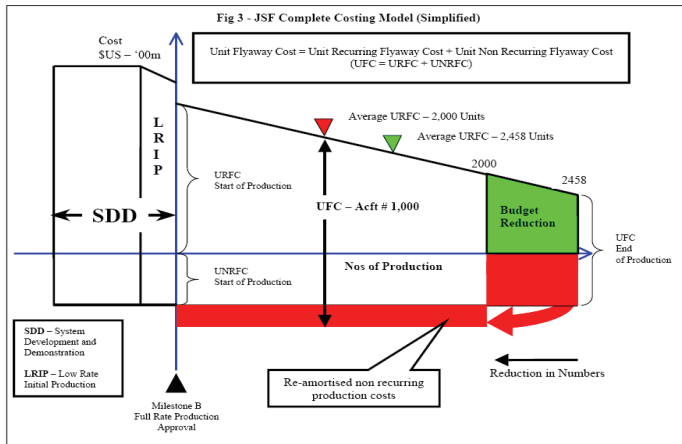 Fig 3 - JSF Complete Costing Model (Simplified)
Cost
$US – ‘00m
Unit Flyaway Cost = Unit Recurring Flyaway Cost + Unit Non Recurring Flyaway Cost
(UFC = URFC + UNRFC)
L
R
I
P
Average URFC – 2,000 Units
Average URFC – 2,458 Units
2000
2458
URFC
Start of Production
SDD
UFC – Acft # 1,000
Budget
Reduction
UFC
End
of Production
UNRFC
Start of Production
Nos of Production
SDD – System
Development and
Demonstration
LRIP – Low Rate
Initial Production
Re-amortised non recurring
production costs
Reduction in Numbers
Milestone B
Full Rate Production
Approval